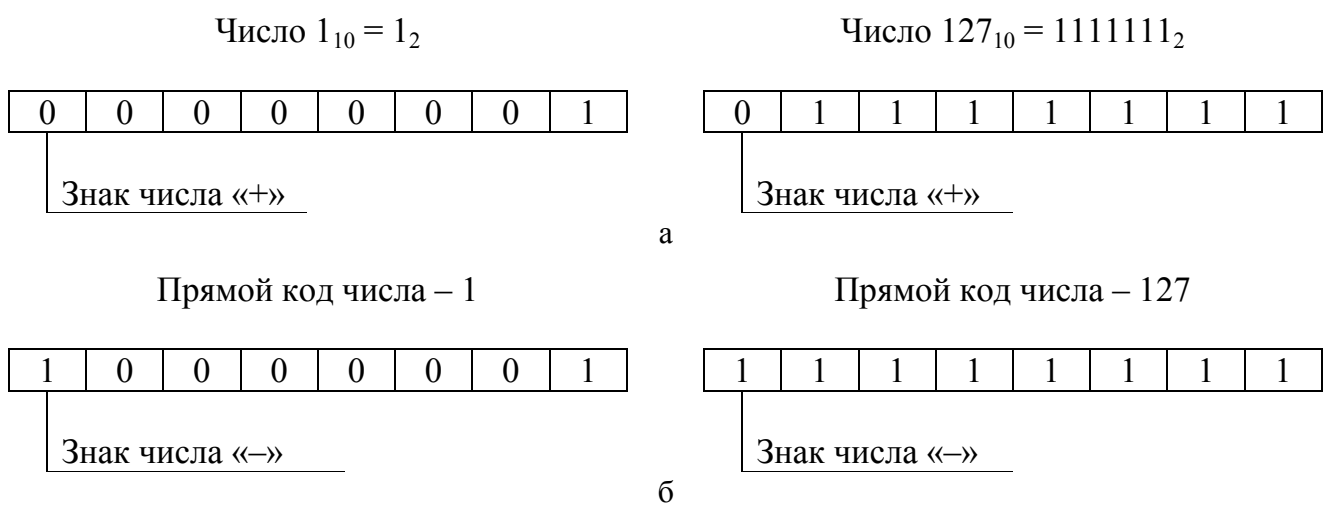 Число 1₁₀ = 1₂
Число 127₁₀ = 1111111₂
0 0 0 0 0 0 0 1
0 1 1 1 1 1 1 1
Знак числа «+»
Знак числа «+»
а
Прямой код числа – 1
Прямой код числа – 127
1 0 0 0 0 0 0 1
1 1 1 1 1 1 1 1
Знак числа «–»
Знак числа «–»
б